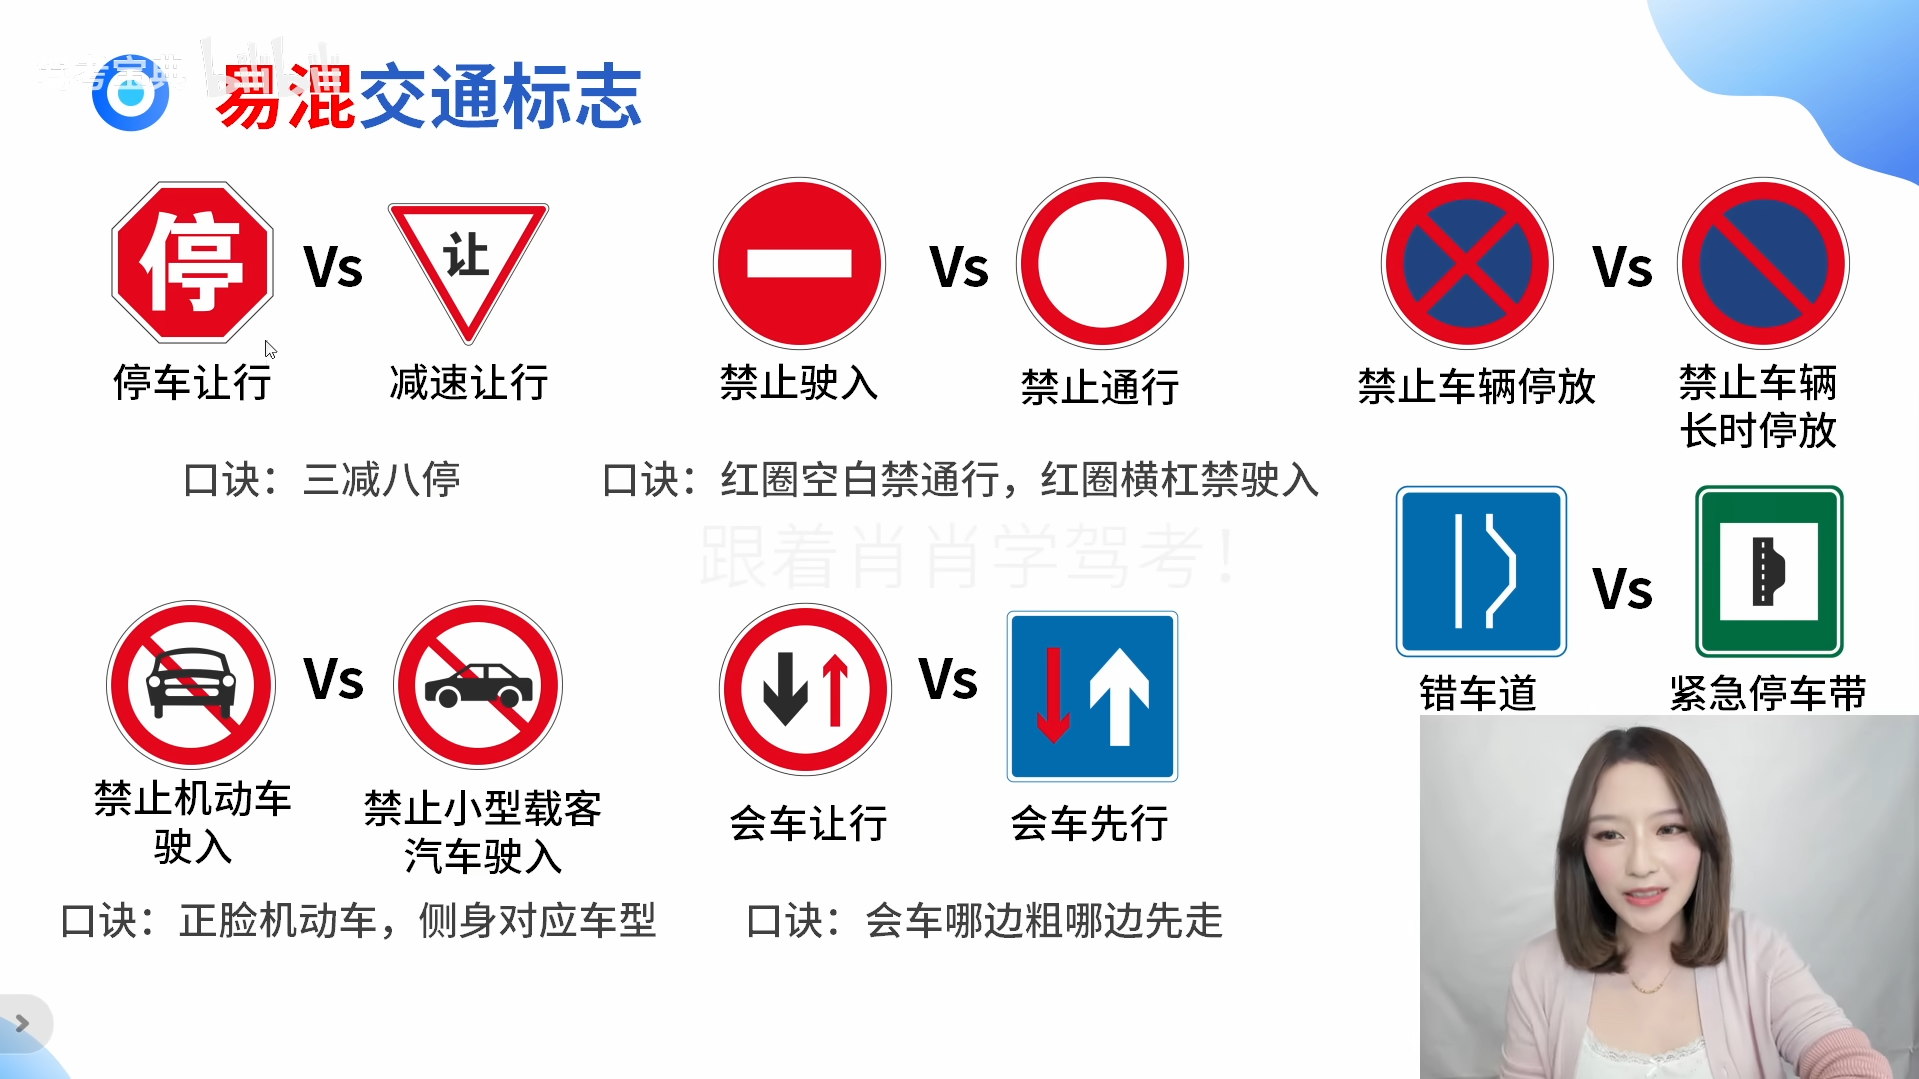 易混交通标志
停
Vs
让
停车让行
减速让行
口诀：三减八停
Vs
禁止驶入
禁止通行
口诀：红圈空白禁通行，红圈横杠禁驶入
Vs
禁止车辆停放
禁止车辆
长时停放
跟着肖肖学驾考！
Vs
错车道
紧急停车带
Vs
禁止机动车
驶入
禁止小型载客
汽车驶入
口诀：正脸机动车，侧身对应车型
Vs
会车让行
会车先行
口诀：会车哪边粗哪边先走
考宝典
bilibili